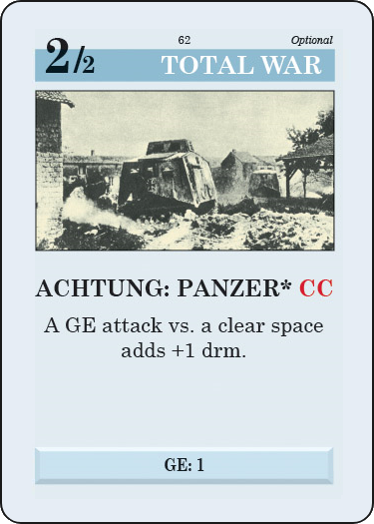 62 Optional
2/2 TOTAL WAR
ACHTUNG: PANZER* CC
A GE attack vs. a clear space
adds +1 drm.
GE: 1